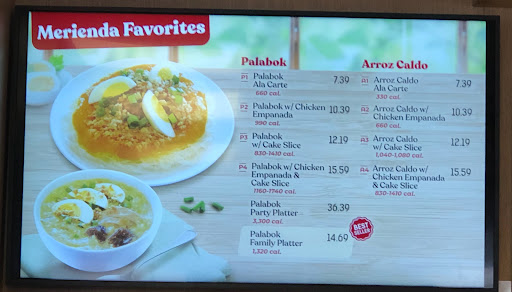 Merienda Favorites
Palabok
P1 Palabok 7.39
Ala Carte
660 cal.
P2 Palabok w/ Chicken 10.39
Empanada
990 cal.
P3 Palabok 12.19
w/ Cake Slice
830-1410 cal.
P4 Palabok w/ Chicken 15.59
Empanada &
Cake Slice
1160-1740 cal.
Palabok 36.39
Party Platter
3,300 cal.
Palabok 14.69
Family Platter
1,320 cal.
BEST
SELLER
Arroz Caldo
A1 Arroz Caldo 7.39
Ala Carte
330 cal.
A2 Arroz Caldo w/ 10.39
Chicken Empanada
660 cal.
A3 Arroz Caldo 12.19
w/ Cake Slice
1,040-1,080 cal.
A4 Arroz Caldo w/ 15.59
Chicken Empanada
& Cake Slice
830-1410 cal.